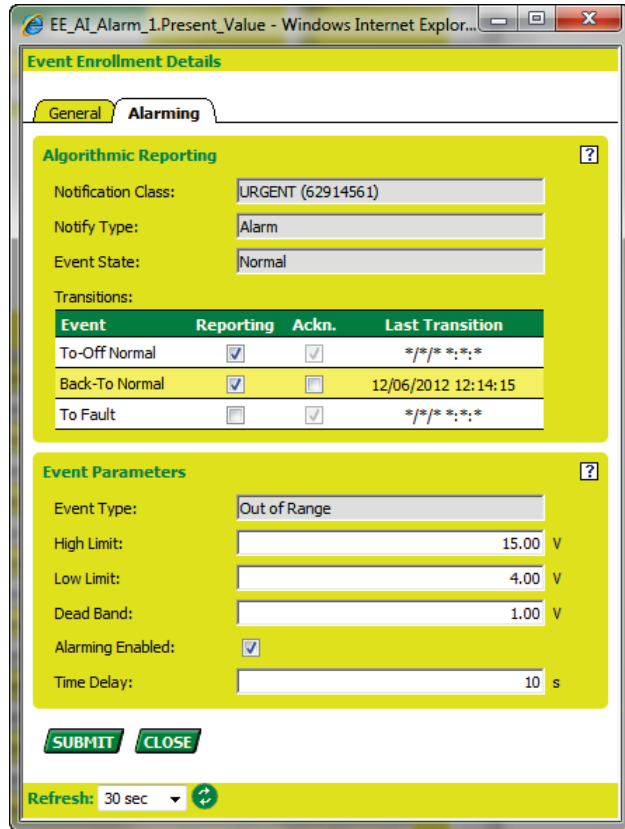 EE_AI_Alarm_1.Present_Value - Windows Internet Explor...
Event Enrollment Details
General Alarming
Algorithmic Reporting ?
Notification Class: URGENT (62914561)
Notify Type: Alarm
Event State: Normal
Transitions:
Event Reporting Ackn. Last Transition
To-Off Normal */*/* *:*:*
Back-To Normal 12/06/2012 12:14:15
To Fault */*/* *:*:*
Event Parameters ?
Event Type: Out of Range
High Limit: 15.00 V
Low Limit: 4.00 V
Dead Band: 1.00 V
Alarming Enabled:
Time Delay: 10 s
SUBMIT CLOSE
Refresh: 30 sec